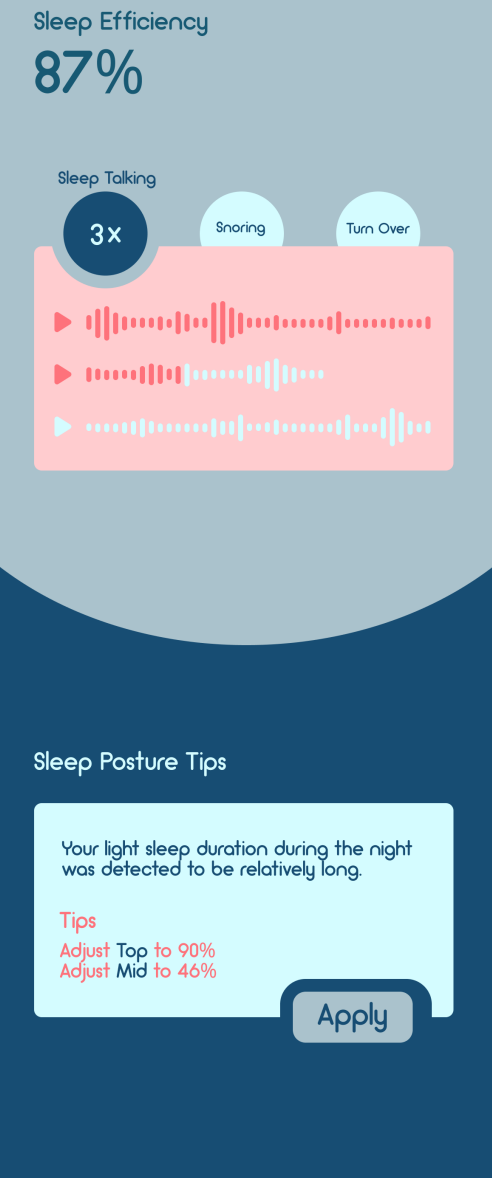 Sleep Efficiency
87%
Sleep Talking
3x
Snoring
Turn Over
Sleep Posture Tips
Your light sleep duration during the night
was detected to be relatively long.
Tips
Adjust Top to 90%
Adjust Mid to 46%
Apply